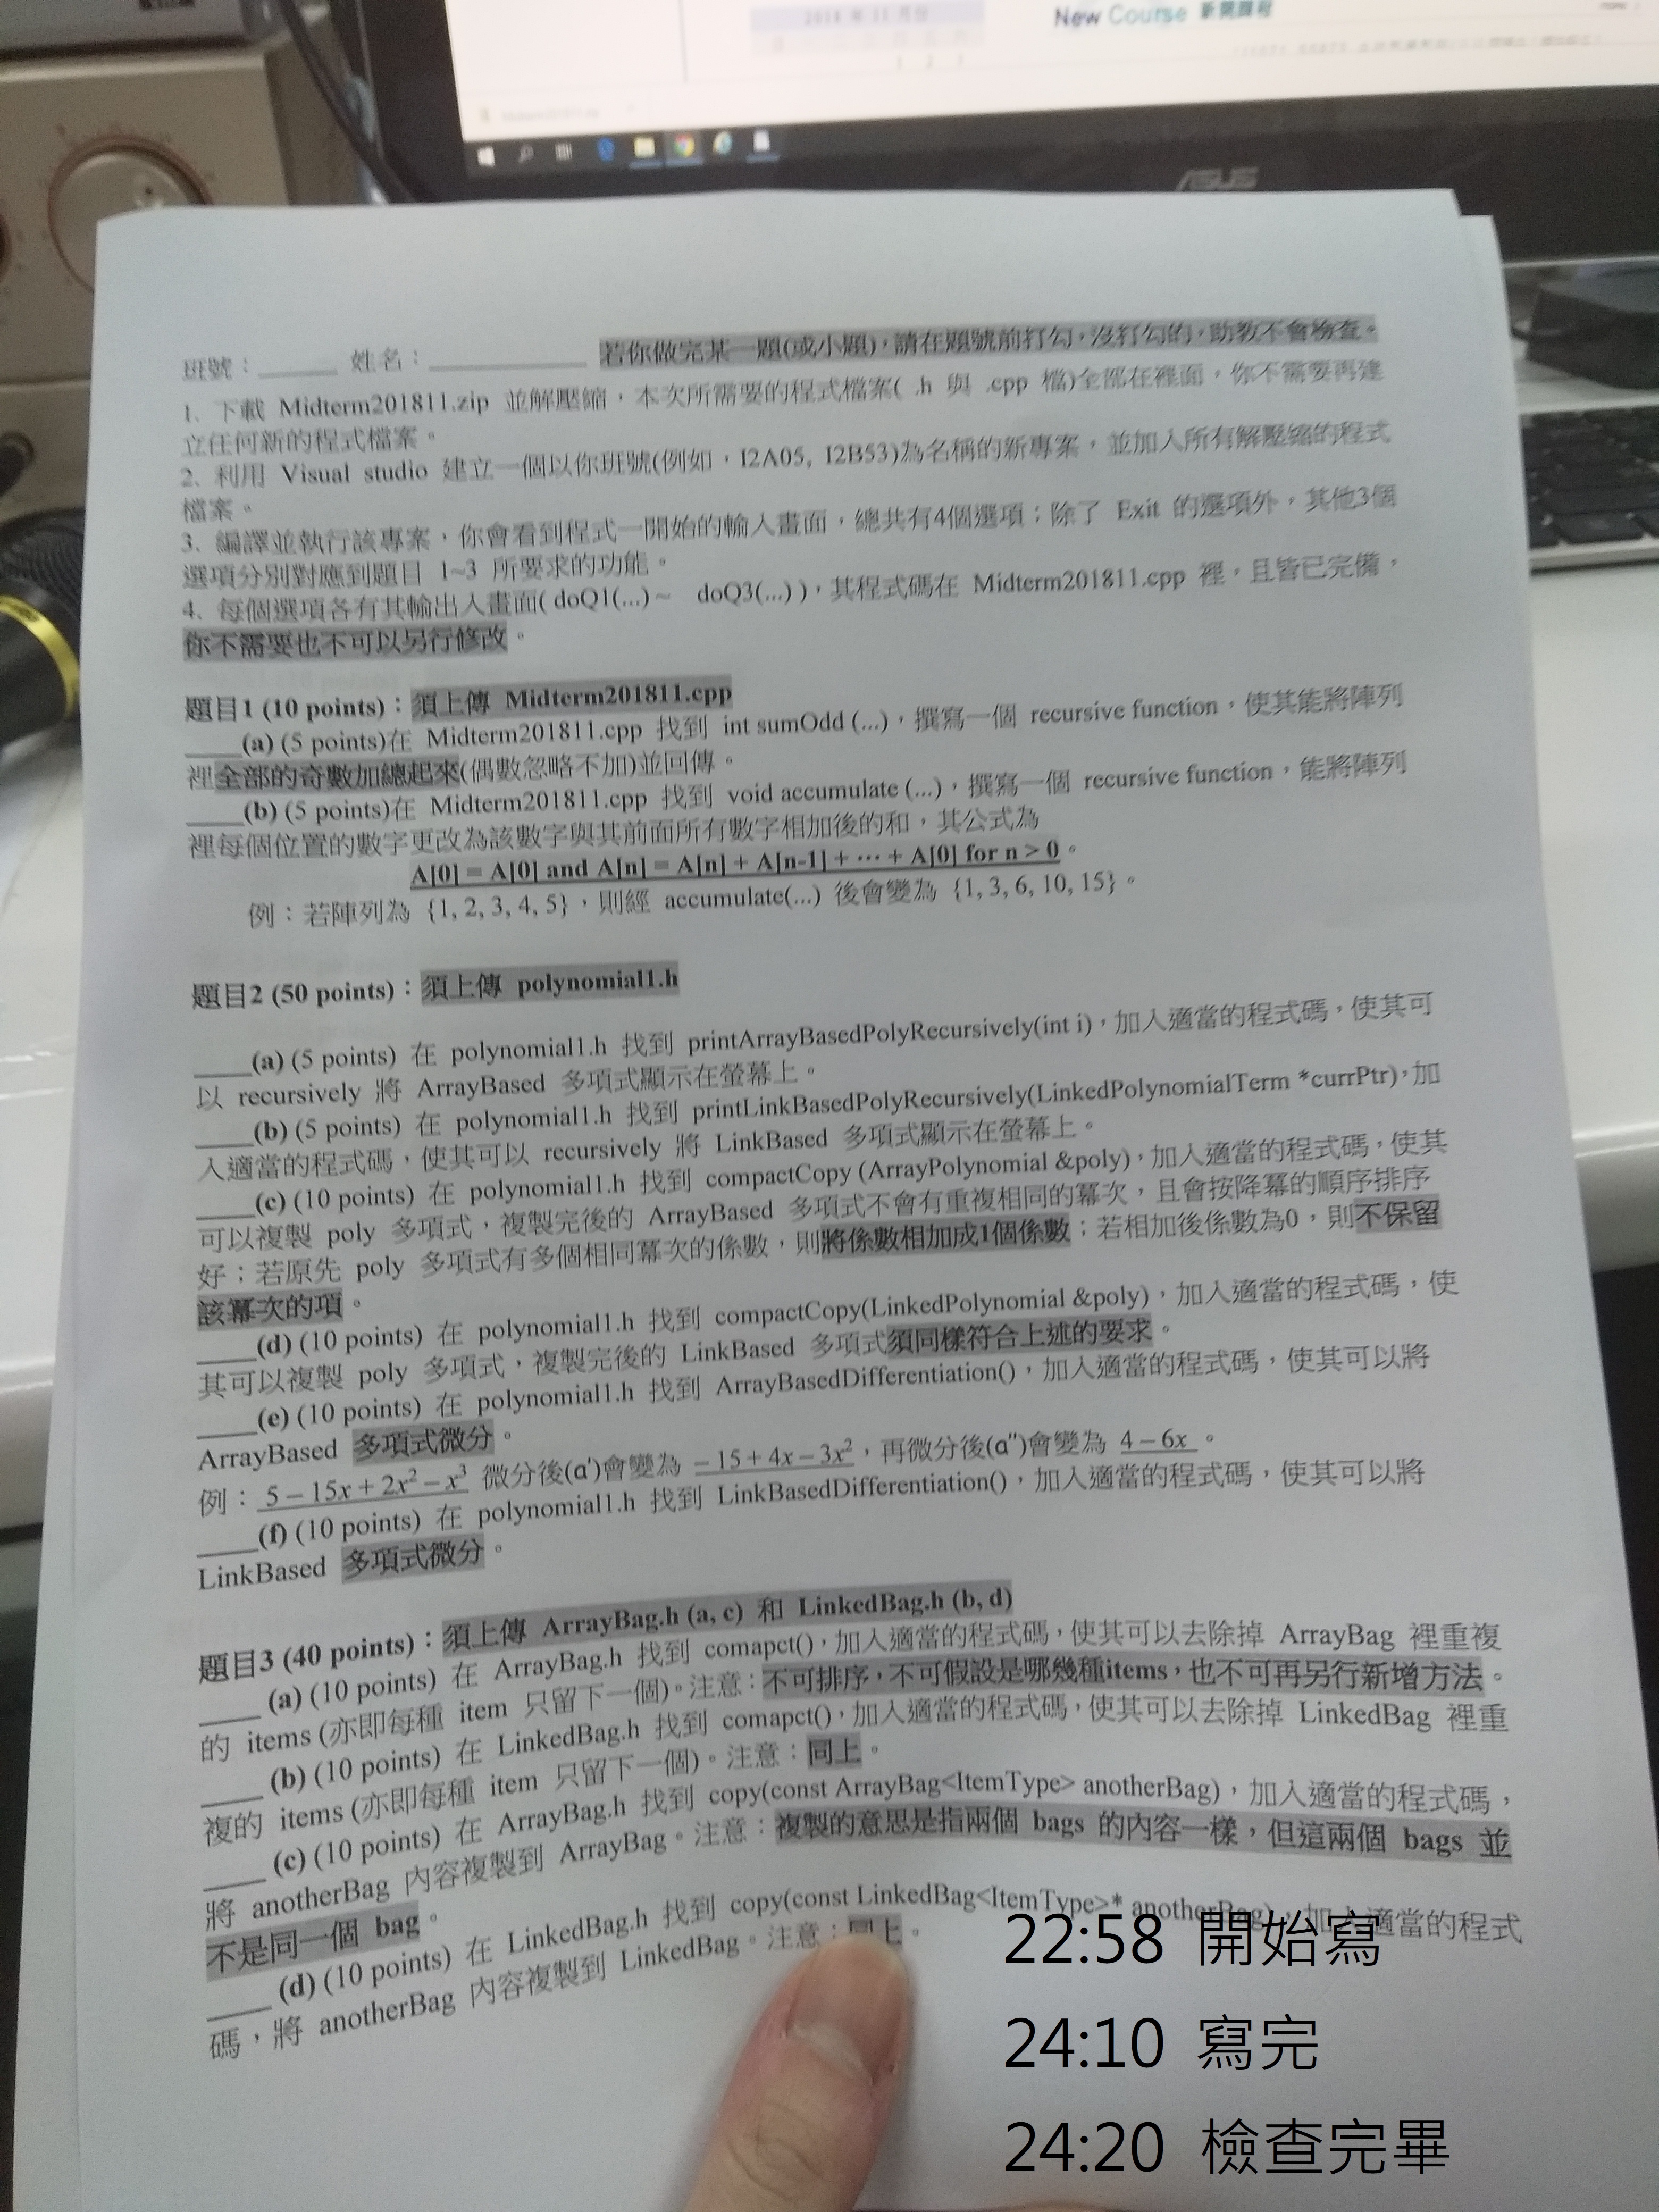 2018 年 11 月份
New Course 新開課程
ASUS
班號：_____ 姓名：__________ 若你做完某一題(或小題)，請在題號前打勾，沒打勾的，助教不會檢查。
1. 下載 Midterm201811.zip 並解壓縮，本次所需要的程式檔案( .h 與 .cpp 檔)全部在裡面，你不需要再建
立任何新的程式檔案。
2. 利用 Visual studio 建立一個以你班號(例如，I2A05, I2B53)為名稱的新專案，並加入所有解壓縮的程式
檔案。
3. 編譯並執行該專案，你會看到程式一開始的輸入畫面，總共有4個選項；除了 Exit 的選項外，其他3個
選項分別對應到題目 1~3 所要求的功能。
4. 每個選項各有其輸出入畫面( doQ1(...) ~ doQ3(...) )，其程式碼在 Midterm201811.cpp 裡，且皆已完備，
你不需要也不可以另行修改。
題目1 (10 points)：須上傳 Midterm201811.cpp
____(a) (5 points)在 Midterm201811.cpp 找到 int sumOdd (...)，撰寫一個 recursive function，使其能將陣列
裡全部的奇數加總起來(偶數忽略不加)並回傳。
____(b) (5 points)在 Midterm201811.cpp 找到 void accumulate (...)，撰寫一個 recursive function，能將陣列
裡每個位置的數字更改為該數字與其前面所有數字相加後的和，其公式為
A[0] = A[0] and A[n] = A[n] + A[n-1] + ⋯ + A[0] for n > 0。
例：若陣列為 {1, 2, 3, 4, 5}，則經 accumulate(...) 後會變為 {1, 3, 6, 10, 15}。
題目2 (50 points)：須上傳 polynomial1.h
____(a) (5 points) 在 polynomial1.h 找到 printArrayBasedPolyRecursively(int i)，加入適當的程式碼，使其可
以 recursively 將 ArrayBased 多項式顯示在螢幕上。
____(b) (5 points) 在 polynomial1.h 找到 printLinkBasedPolyRecursively(LinkedPolynomialTerm *currPtr)，加
入適當的程式碼，使其可以 recursively 將 LinkBased 多項式顯示在螢幕上。
____(c) (10 points) 在 polynomial1.h 找到 compactCopy (ArrayPolynomial &poly)，加入適當的程式碼，使其
可以複製 poly 多項式，複製完後的 ArrayBased 多項式不會有重複相同的冪次，且會按降冪的順序排序
好；若原先 poly 多項式有多個相同冪次的係數，則將係數相加成1個係數；若相加後係數為0，則不保留
該冪次的項。
____(d) (10 points) 在 polynomial1.h 找到 compactCopy(LinkedPolynomial &poly)，加入適當的程式碼，使
其可以複製 poly 多項式，複製完後的 LinkBased 多項式須同樣符合上述的要求。
____(e) (10 points) 在 polynomial1.h 找到 ArrayBasedDifferentiation()，加入適當的程式碼，使其可以將
ArrayBased 多項式微分。
例：5 − 15x + 2x² − x³ 微分後(a')會變為 − 15 + 4x − 3x²，再微分後(a'')會變為 4 − 6x 。
____(f) (10 points) 在 polynomial1.h 找到 LinkBasedDifferentiation()，加入適當的程式碼，使其可以將
LinkBased 多項式微分。
題目3 (40 points)：須上傳 ArrayBag.h (a, c) 和 LinkedBag.h (b, d)
____ (a) (10 points) 在 ArrayBag.h 找到 comapct()，加入適當的程式碼，使其可以去除掉 ArrayBag 裡重複
的 items (亦即每種 item 只留下一個)。注意：不可排序，不可假設是哪幾種items，也不可再另行新增方法。
____ (b) (10 points) 在 LinkedBag.h 找到 comapct()，加入適當的程式碼，使其可以去除掉 LinkedBag 裡重
複的 items (亦即每種 item 只留下一個)。注意：同上。
____ (c) (10 points) 在 ArrayBag.h 找到 copy(const ArrayBag<ItemType> anotherBag)，加入適當的程式碼，
將 anotherBag 內容複製到 ArrayBag。注意：複製的意思是指兩個 bags 的內容一樣，但這兩個 bags 並
不是同一個 bag。
____ (d) (10 points) 在 LinkedBag.h 找到 copy(const LinkedBag<ItemType>* anotherBag)，加入適當的程式
碼，將 anotherBag 內容複製到 LinkedBag。注意：同上。
22:58 開始寫
24:10 寫完
24:20 檢查完畢